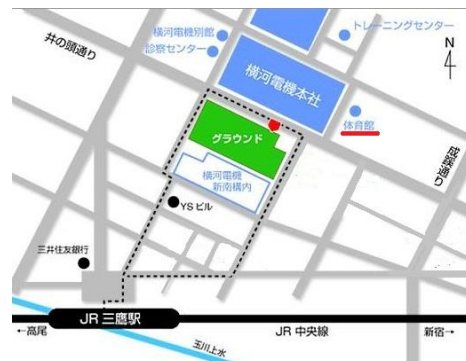 横河電機別館
診察センター
トレーニングセンター
N
4
井の頭通り
横河電機本社
体育館
成蹊通り
グラウンド
横河電機
新南構内
YSビル
三井住友銀行
JR 三鷹駅
←高尾
JR 中央線
新宿→
玉川上水